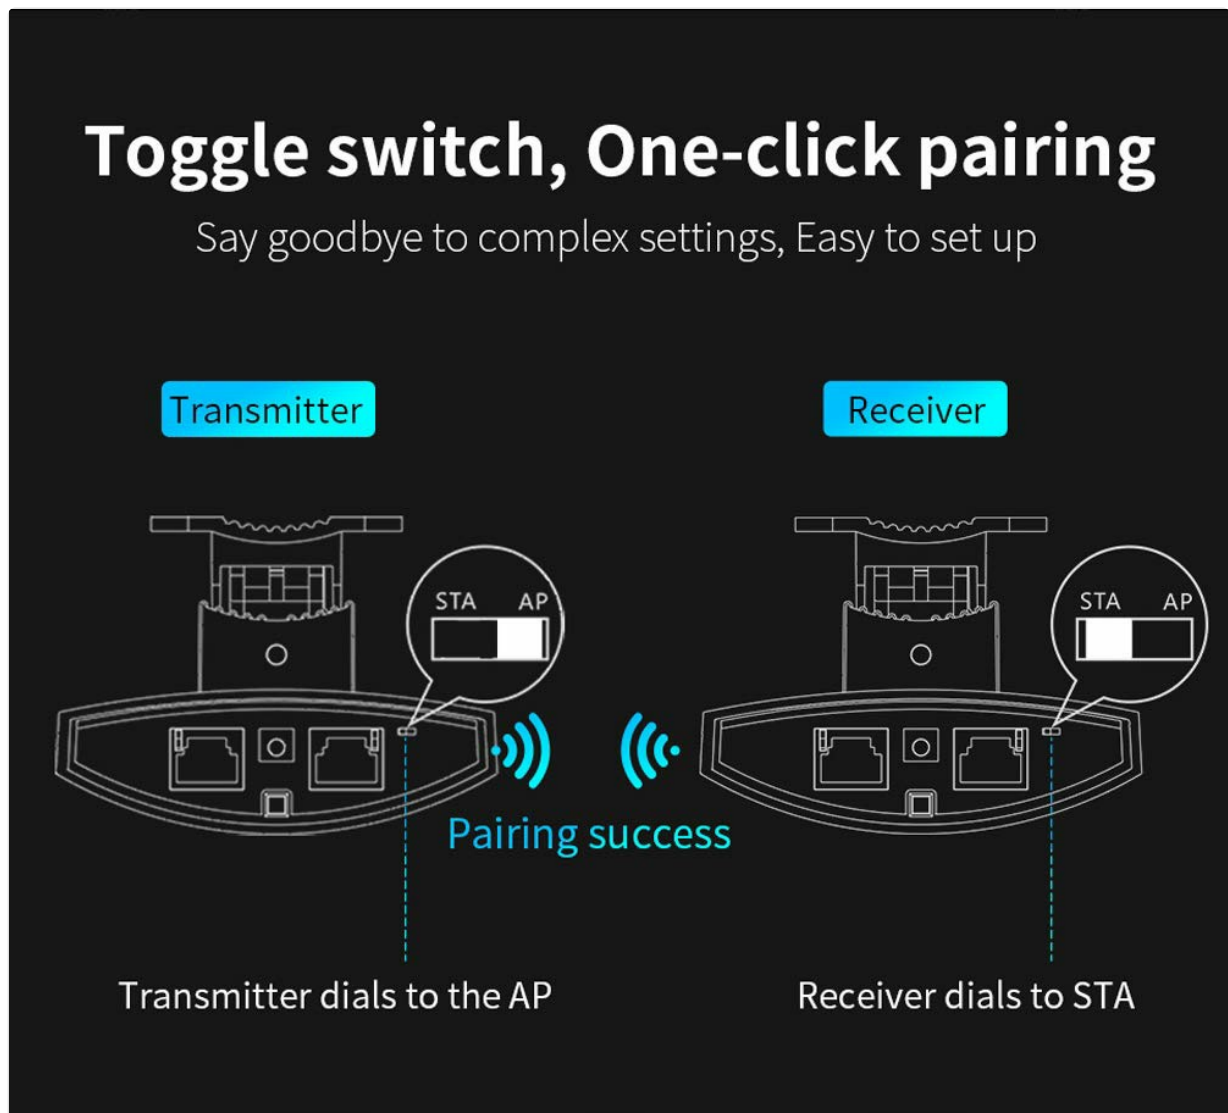 Toggle switch, One-click pairing
Say goodbye to complex settings, Easy to set up
Transmitter
Receiver
STA AP
STA AP
Pairing success
Transmitter dials to the AP
Receiver dials to STA